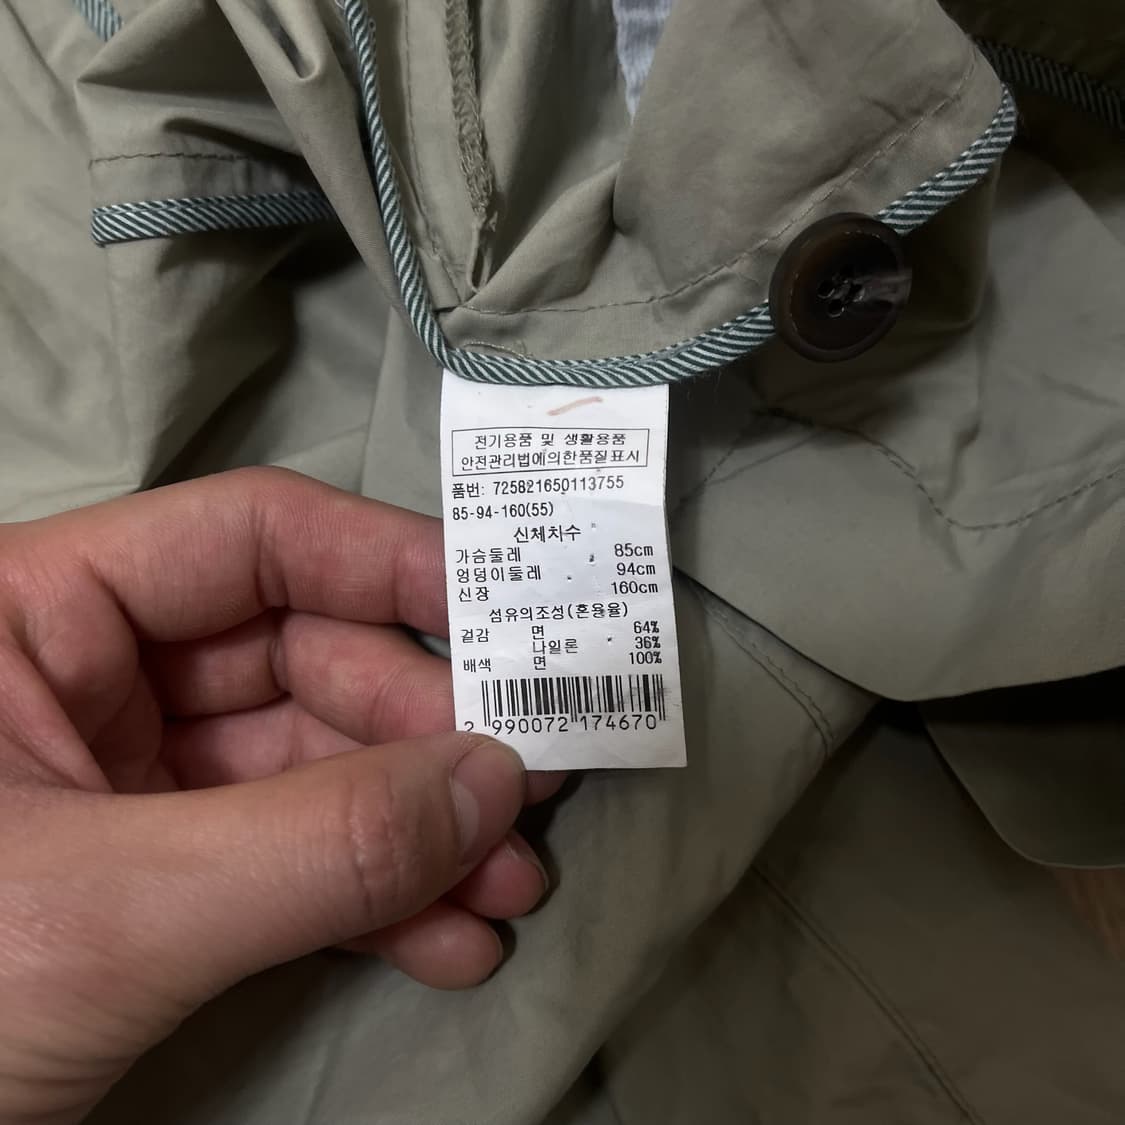 전기용품 및 생활용품
안전관리법에의한품질표시
품번: 725821650113755
85-94-160(55)
신체치수
가슴둘레 85cm
엉덩이둘레 94cm
신장 160cm
섬유의조성(혼용율)
겉감 면 64%
나일론 36%
배색 면 100%
2 990072 174670